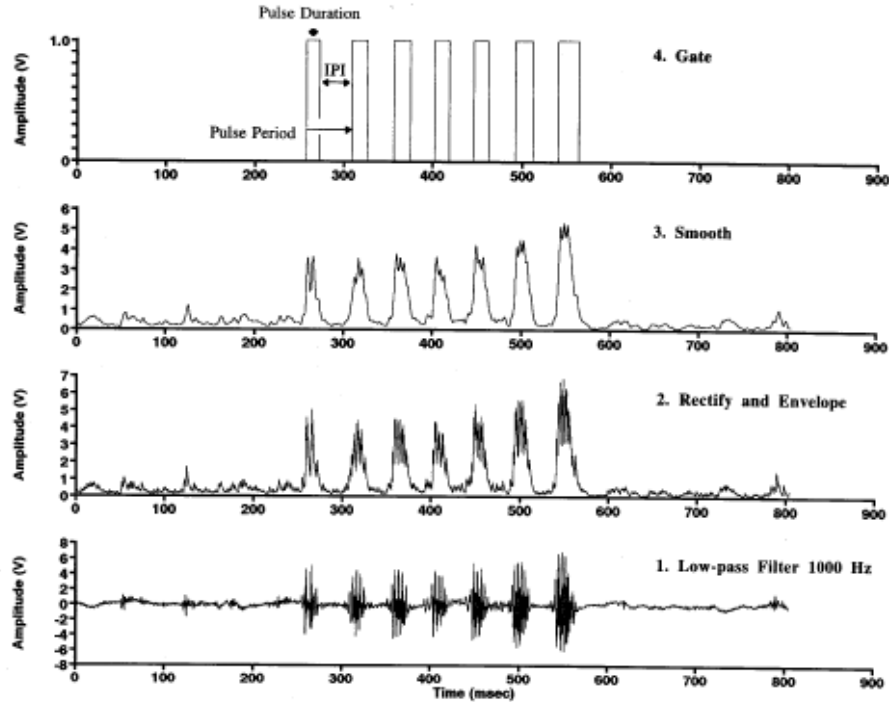 Pulse Duration
1.0
IPI
4. Gate
Amplitude (V)
Pulse Period
0
0 100 200 300 400 500 600 700 800 900
6
5
4
3
2
1
0
3. Smooth
Amplitude (V)
0 100 200 300 400 500 600 700 800 900
7
6
5
4
3
2
1
0
2. Rectify and Envelope
Amplitude (V)
0 100 200 300 400 500 600 700 800 900
8
6
4
2
0
-2
-4
-6
-8
1. Low-pass Filter 1000 Hz
Amplitude (V)
0 100 200 300 400 500 600 700 800 900
Time (msec)